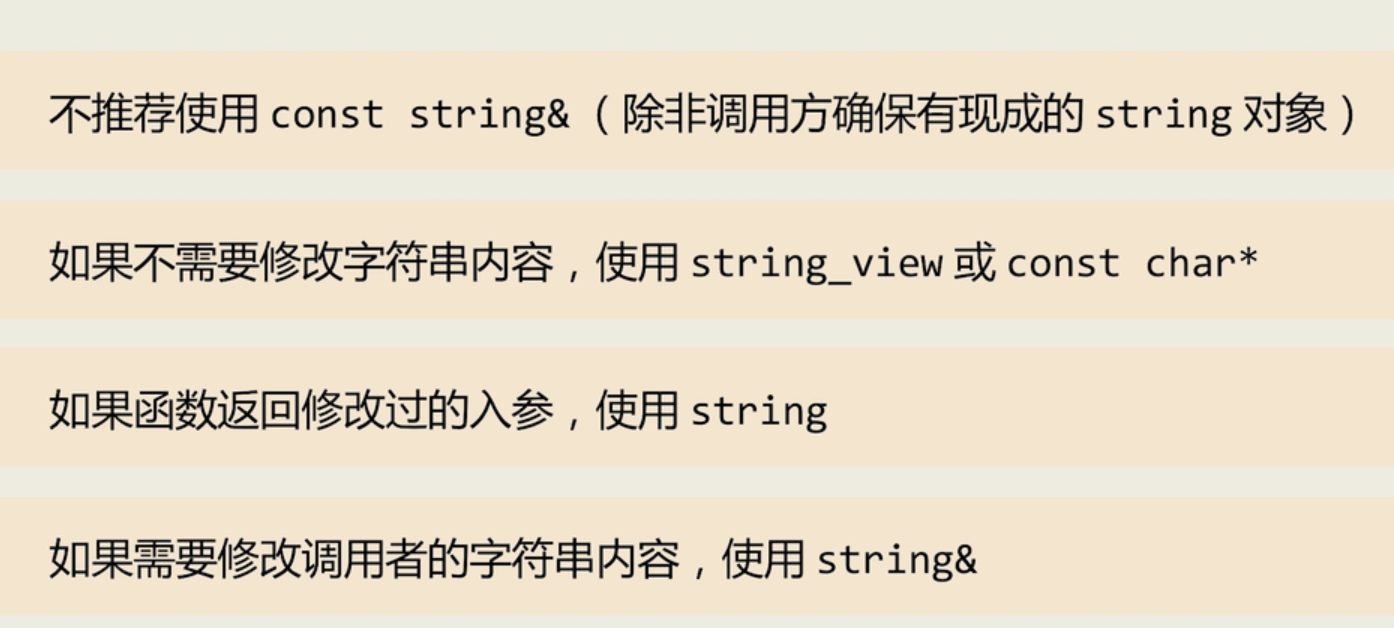 不推荐使用 const string&（除非调用方确保有现成的 string 对象）
如果不需要修改字符串内容，使用 string_view 或 const char*
如果函数返回修改过的入参，使用 string
如果需要修改调用者的字符串内容，使用 string&